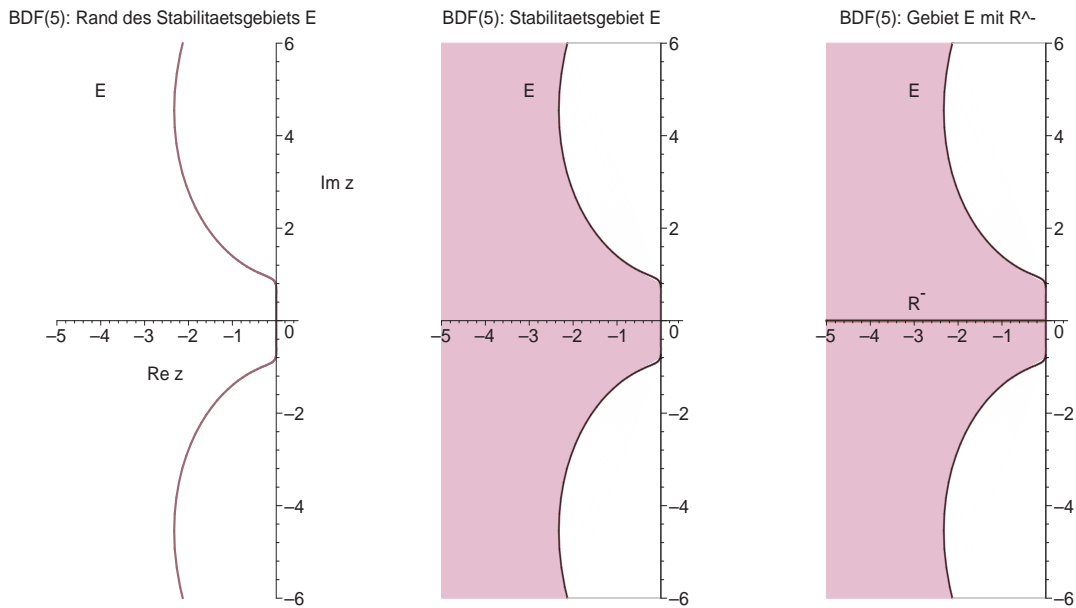 BDF(5): Rand des Stabilitaetsgebiets E
6
E
4
Im z
2
–5 –4 –3 –2 –1 0
Re z
–2
–4
–6
BDF(5): Stabilitaetsgebiet E
6
E
4
2
–5 –4 –3 –2 –1 0
–2
–4
–6
BDF(5): Gebiet E mit R^-
6
E
4
2
R-
–5 –4 –3 –2 –1 0
–2
–4
–6